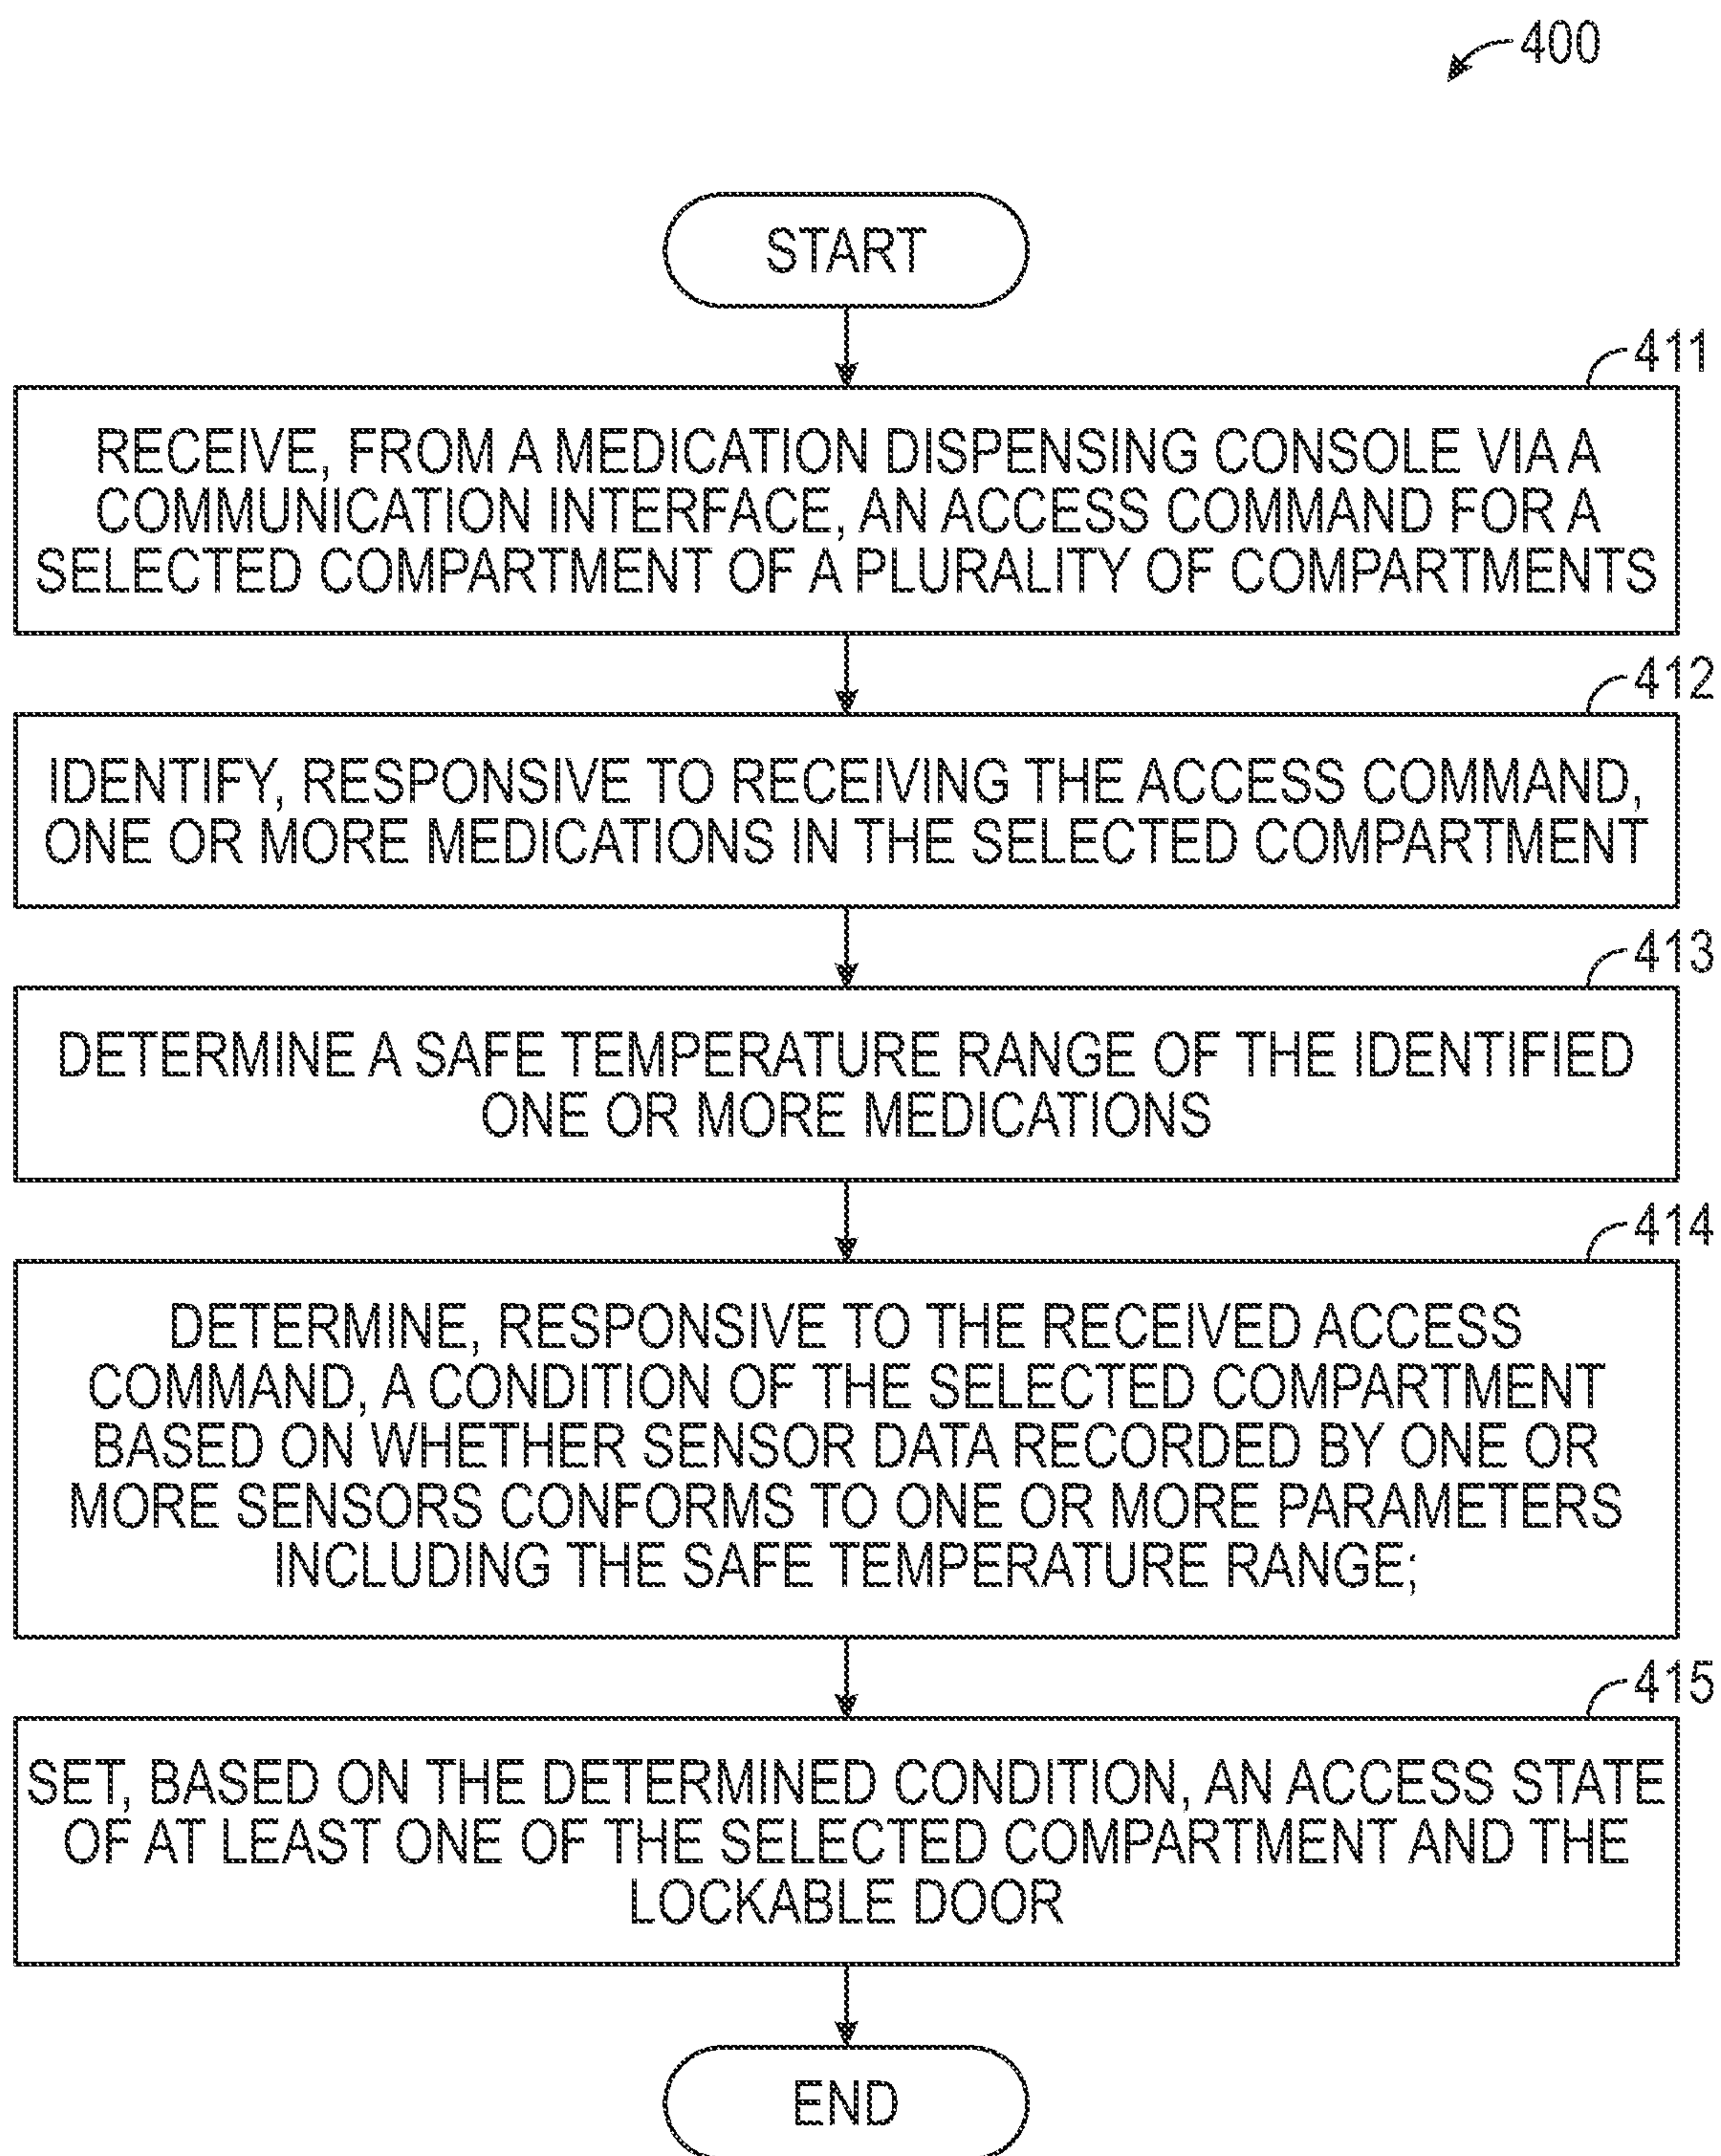 400
START
411
RECEIVE, FROM A MEDICATION DISPENSING CONSOLE VIA A
COMMUNICATION INTERFACE, AN ACCESS COMMAND FOR A
SELECTED COMPARTMENT OF A PLURALITY OF COMPARTMENTS
412
IDENTIFY, RESPONSIVE TO RECEIVING THE ACCESS COMMAND,
ONE OR MORE MEDICATIONS IN THE SELECTED COMPARTMENT
413
DETERMINE A SAFE TEMPERATURE RANGE OF THE IDENTIFIED
ONE OR MORE MEDICATIONS
414
DETERMINE, RESPONSIVE TO THE RECEIVED ACCESS
COMMAND, A CONDITION OF THE SELECTED COMPARTMENT
BASED ON WHETHER SENSOR DATA RECORDED BY ONE OR
MORE SENSORS CONFORMS TO ONE OR MORE PARAMETERS
INCLUDING THE SAFE TEMPERATURE RANGE;
415
SET, BASED ON THE DETERMINED CONDITION, AN ACCESS STATE
OF AT LEAST ONE OF THE SELECTED COMPARTMENT AND THE
LOCKABLE DOOR
END